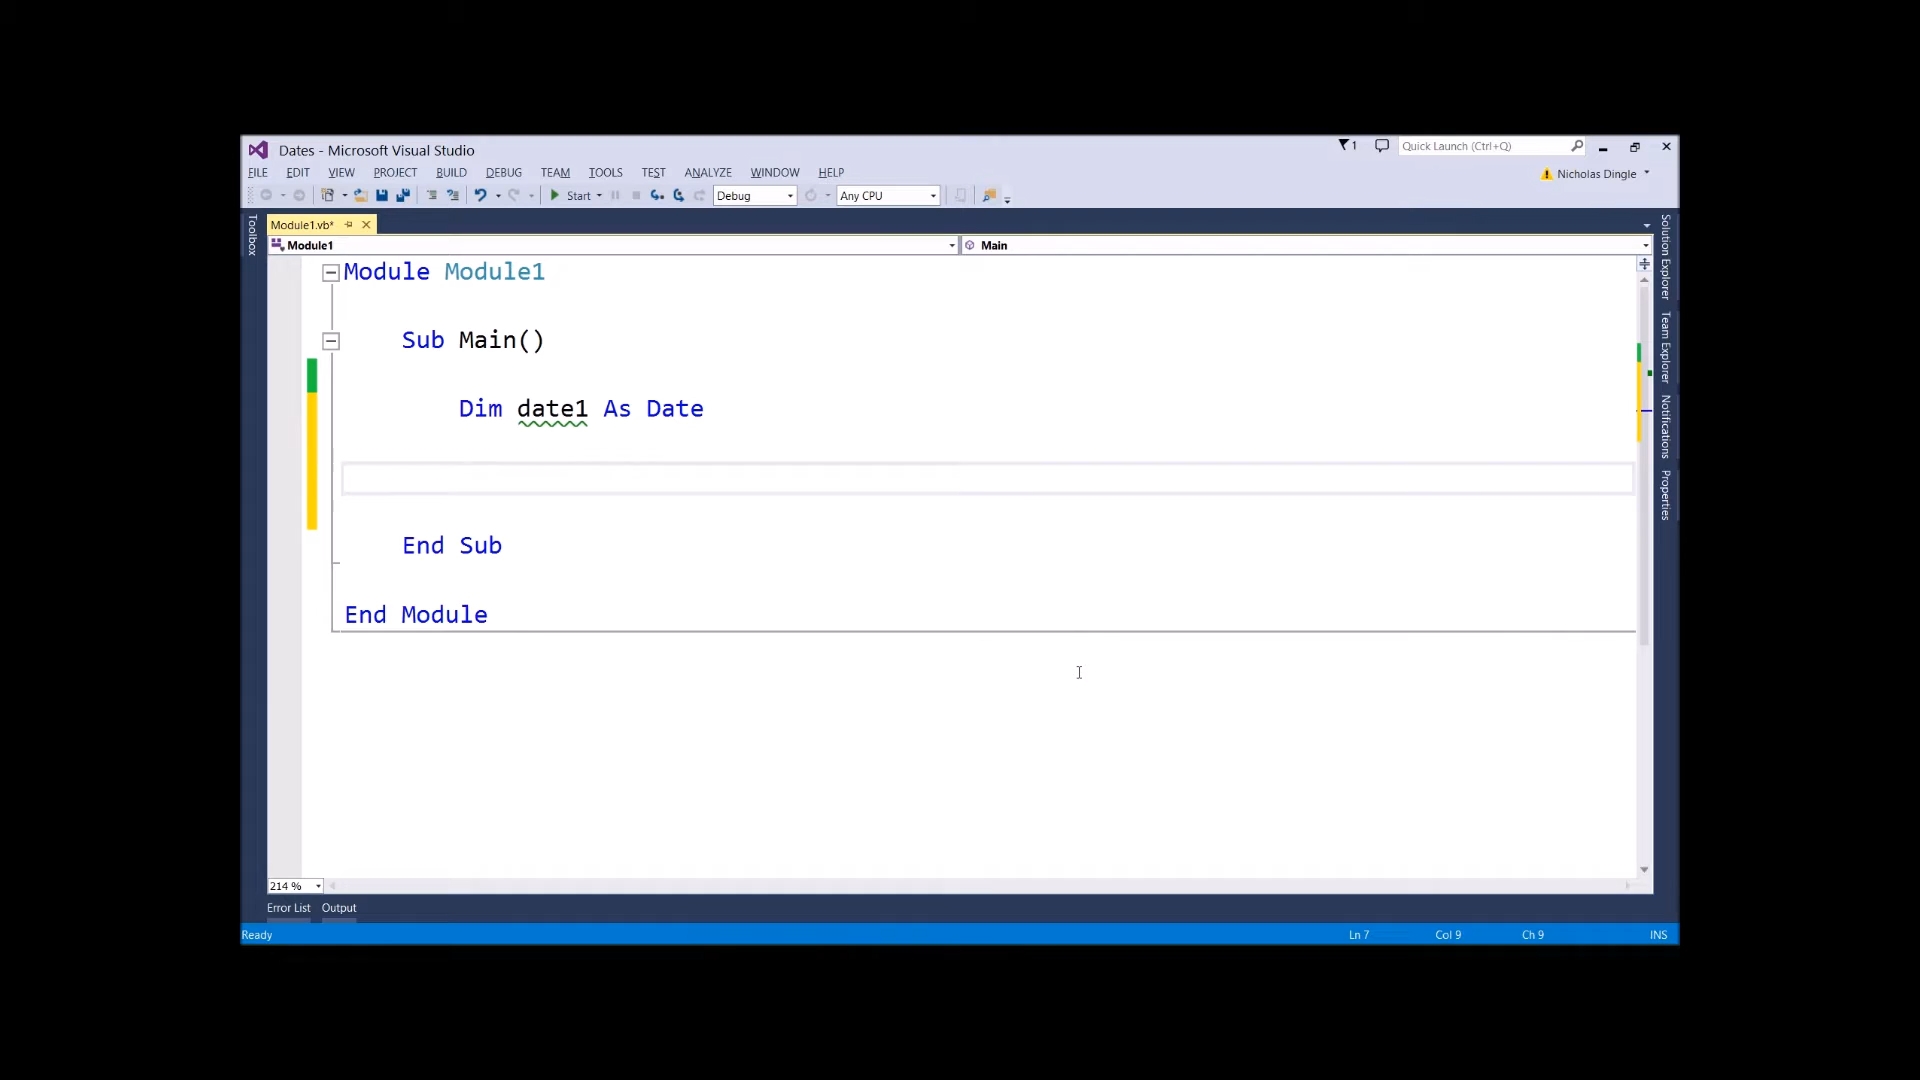 Dates - Microsoft Visual Studio
1
Quick Launch (Ctrl+Q)
FILE EDIT VIEW PROJECT BUILD DEBUG TEAM TOOLS TEST ANALYZE WINDOW HELP
Nicholas Dingle
Start
Debug
Any CPU
Toolbox
Module1.vb*
Module1
Main
Module Module1
Sub Main()
Dim date1 As Date
End Sub
End Module
Solution Explorer
Team Explorer
Notifications
Properties
214 %
Error List Output
Ready
Ln 7
Col 9
Ch 9
INS